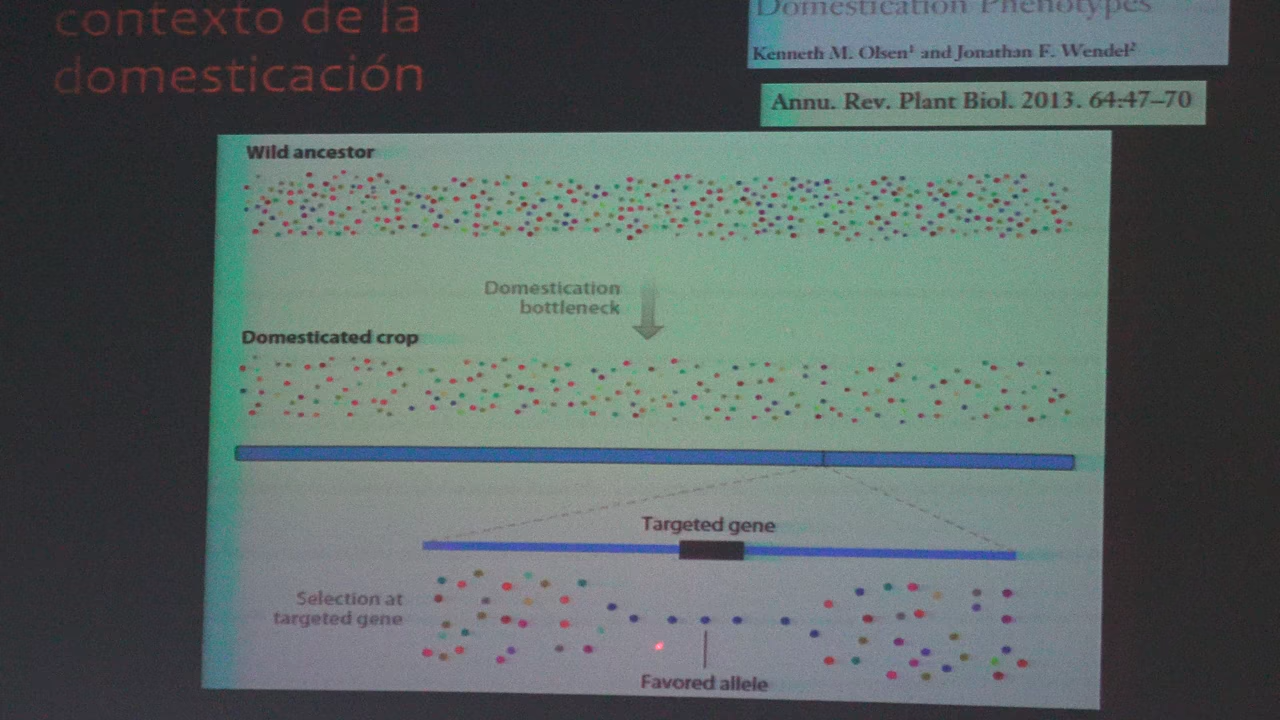 contexto de la
domesticación
Domestication Phenotypes
Kenneth M. Olsen¹ and Jonathan F. Wendel²
Annu. Rev. Plant Biol. 2013. 64:47–70
Wild ancestor
Domestication
bottleneck
Domesticated crop
Targeted gene
Selection at
targeted gene
Favored allele